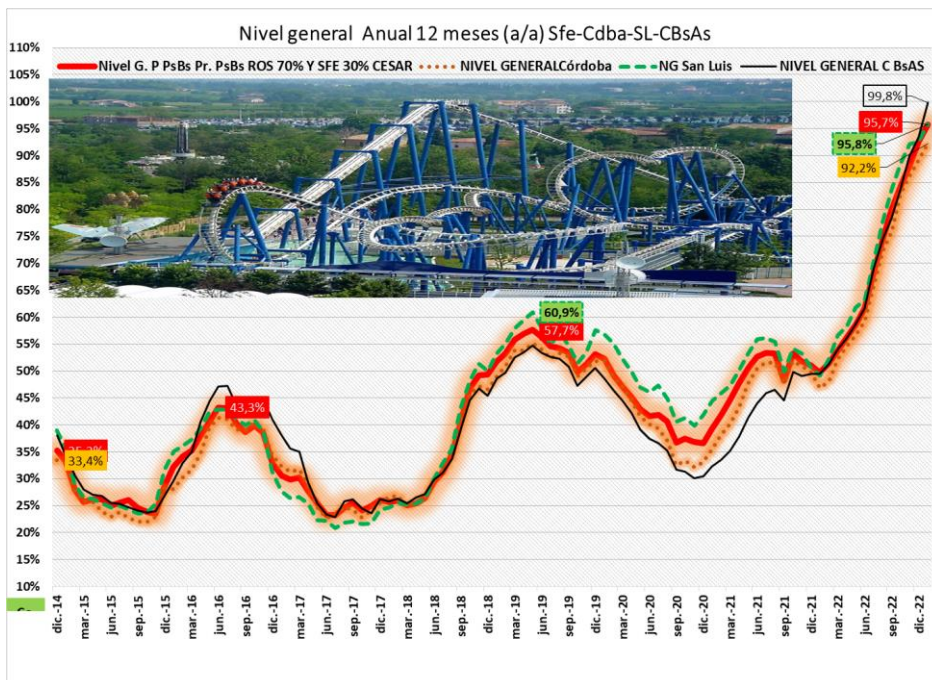 Nivel general Anual 12 meses (a/a) Sfe-Cdba-SL-CBsAs
Nivel G. P PsBs Pr. PsBs ROS 70% Y SFE 30% CESAR
NIVEL GENERALCórdoba
NG San Luis
NIVEL GENERAL C BsAS
110%
105%
100%
95%
90%
85%
80%
75%
70%
65%
60%
55%
50%
45%
40%
35%
30%
25%
20%
15%
10%
33,4%
43,3%
60,9%
57,7%
99,8%
95,7%
95,8%
92,2%
dic.-14
mar.-15
jun.-15
sep.-15
dic.-15
mar.-16
jun.-16
sep.-16
dic.-16
mar.-17
jun.-17
sep.-17
dic.-17
mar.-18
jun.-18
sep.-18
dic.-18
mar.-19
jun.-19
sep.-19
dic.-19
mar.-20
jun.-20
sep.-20
dic.-20
mar.-21
jun.-21
sep.-21
dic.-21
mar.-22
jun.-22
sep.-22
dic.-22